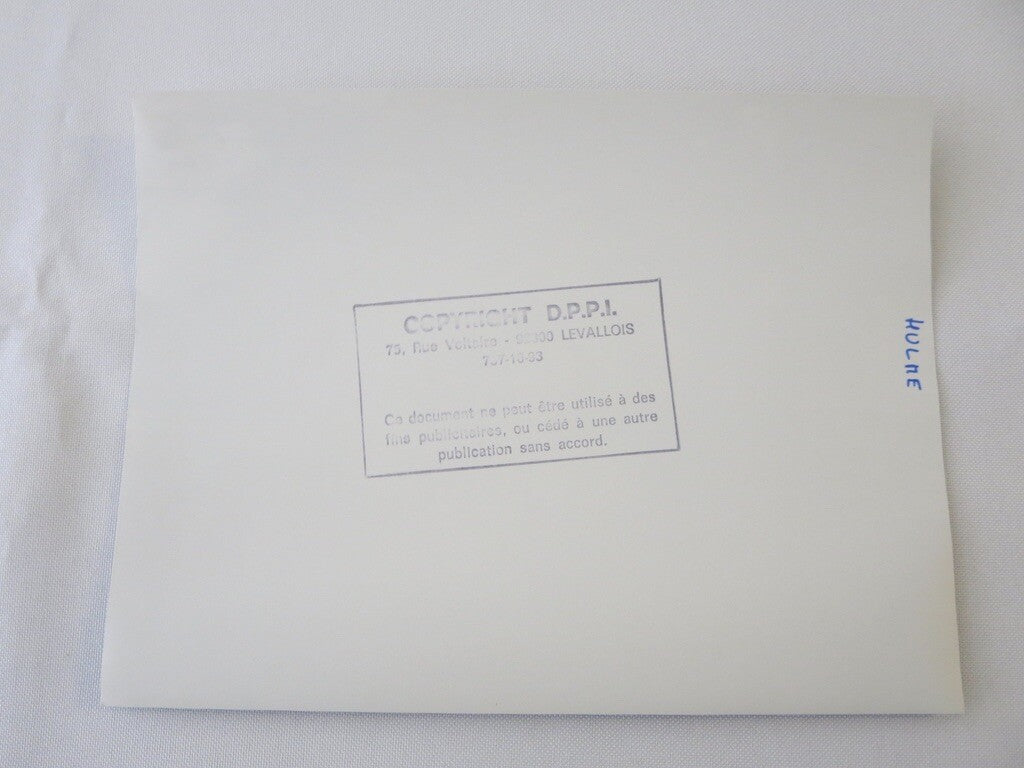 COPYRIGHT D.P.P.I.
75, Rue Voltaire - 92300 LEVALLOIS
Ce document ne peut être utilisé à des
fins publicitaires, ou cédé à une autre
publication sans accord.
HULME